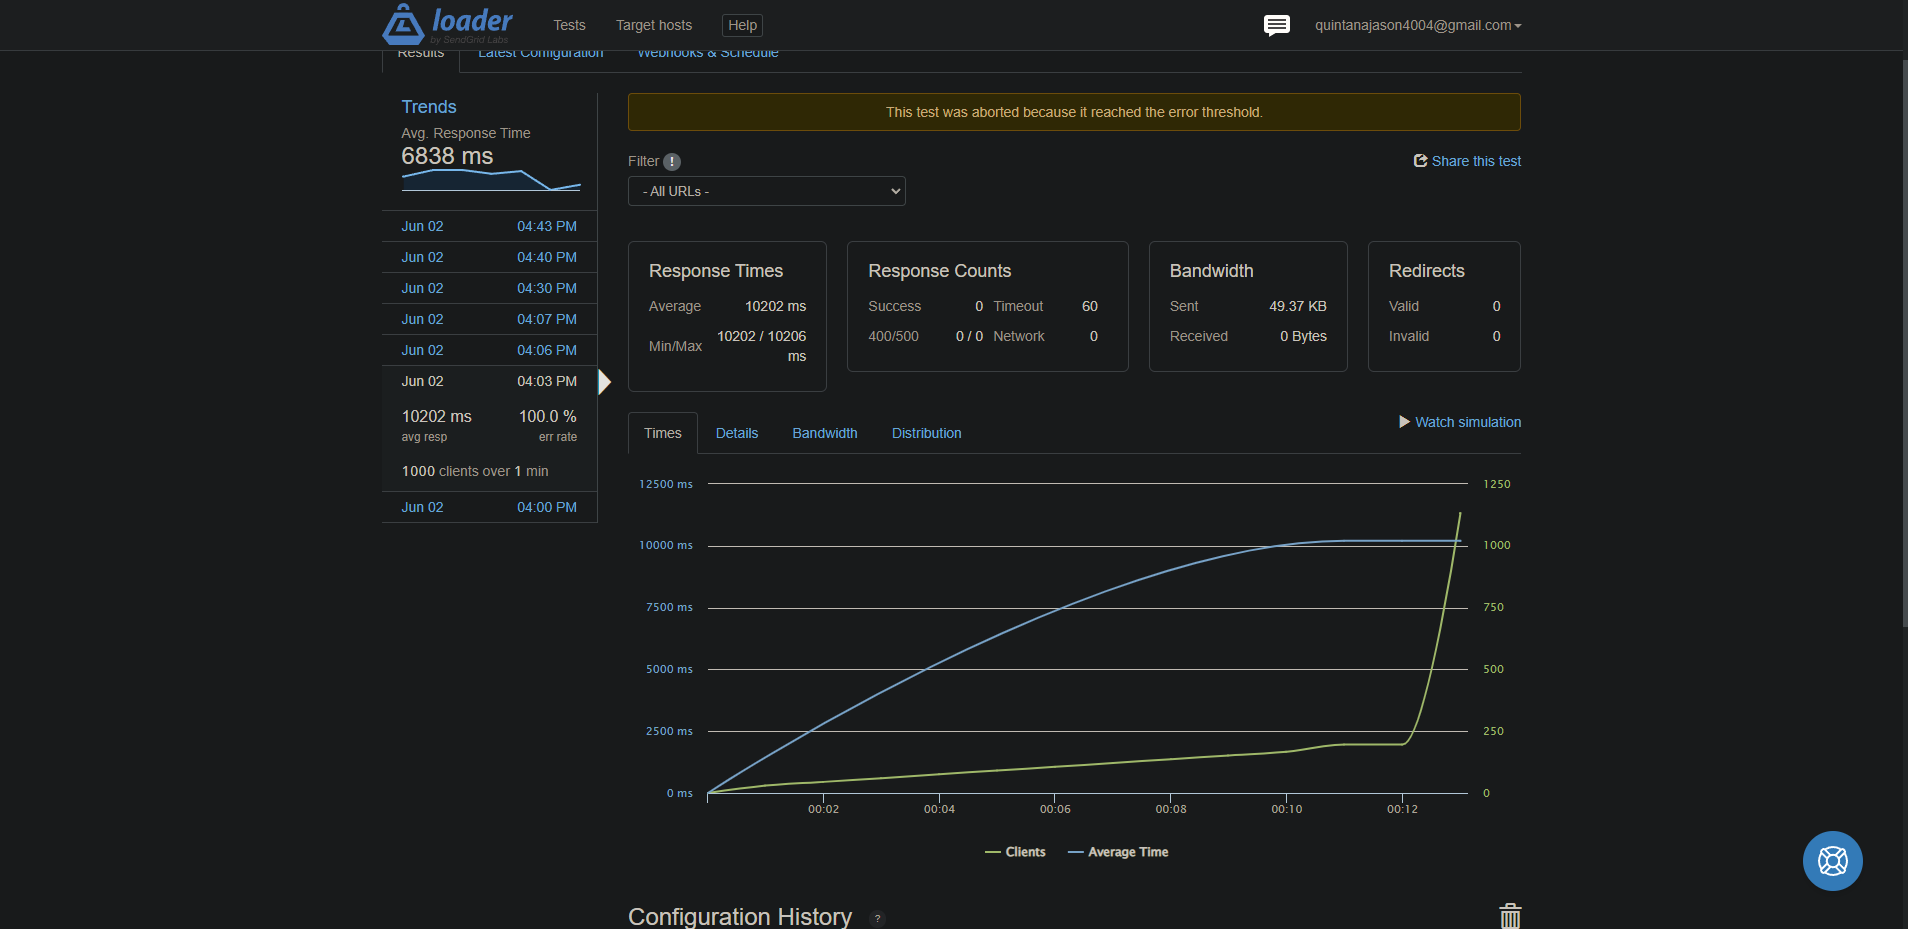 loader
by SendGrid Labs
Tests
Target hosts
Help
quintanajason4004@gmail.com
Results
Latest Configuration
Webhooks & Schedule
Trends
Avg. Response Time
6838 ms
Jun 02 04:43 PM
Jun 02 04:40 PM
Jun 02 04:30 PM
Jun 02 04:07 PM
Jun 02 04:06 PM
Jun 02 04:03 PM
10202 ms 100.0 %
avg resp err rate
1000 clients over 1 min
Jun 02 04:00 PM
This test was aborted because it reached the error threshold.
Filter !
Share this test
- All URLs -
Response Times
Average 10202 ms
Min/Max 10202 / 10206
ms
Response Counts
Success 0 Timeout 60
400/500 0 / 0 Network 0
Bandwidth
Sent 49.37 KB
Received 0 Bytes
Redirects
Valid 0
Invalid 0
Times
Details
Bandwidth
Distribution
Watch simulation
12500 ms 1250
10000 ms 1000
7500 ms 750
5000 ms 500
2500 ms 250
0 ms 0
00:02 00:04 00:06 00:08 00:10 00:12
Clients Average Time
Configuration History ?